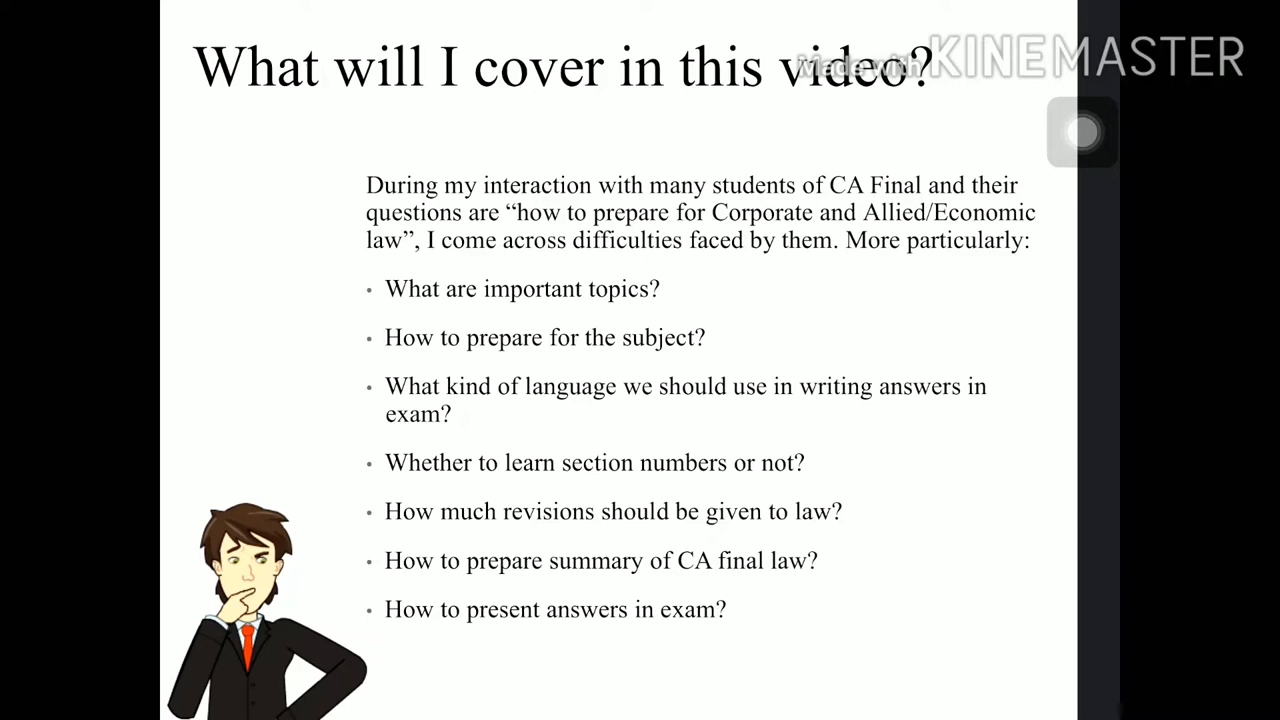 What will I cover in this video?
Made with KINEMASTER
During my interaction with many students of CA Final and their
questions are “how to prepare for Corporate and Allied/Economic
law”, I come across difficulties faced by them. More particularly:
• What are important topics?
• How to prepare for the subject?
• What kind of language we should use in writing answers in
exam?
• Whether to learn section numbers or not?
• How much revisions should be given to law?
• How to prepare summary of CA final law?
• How to present answers in exam?